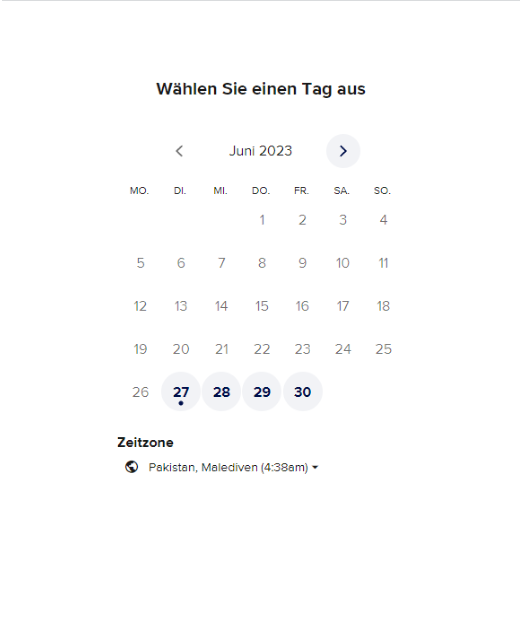 Wählen Sie einen Tag aus
Juni 2023
MO. DI. MI. DO. FR. SA. SO.
1 2 3 4
5 6 7 8 9 10 11
12 13 14 15 16 17 18
19 20 21 22 23 24 25
26 27 28 29 30
Zeitzone
Pakistan, Malediven (4:38am)